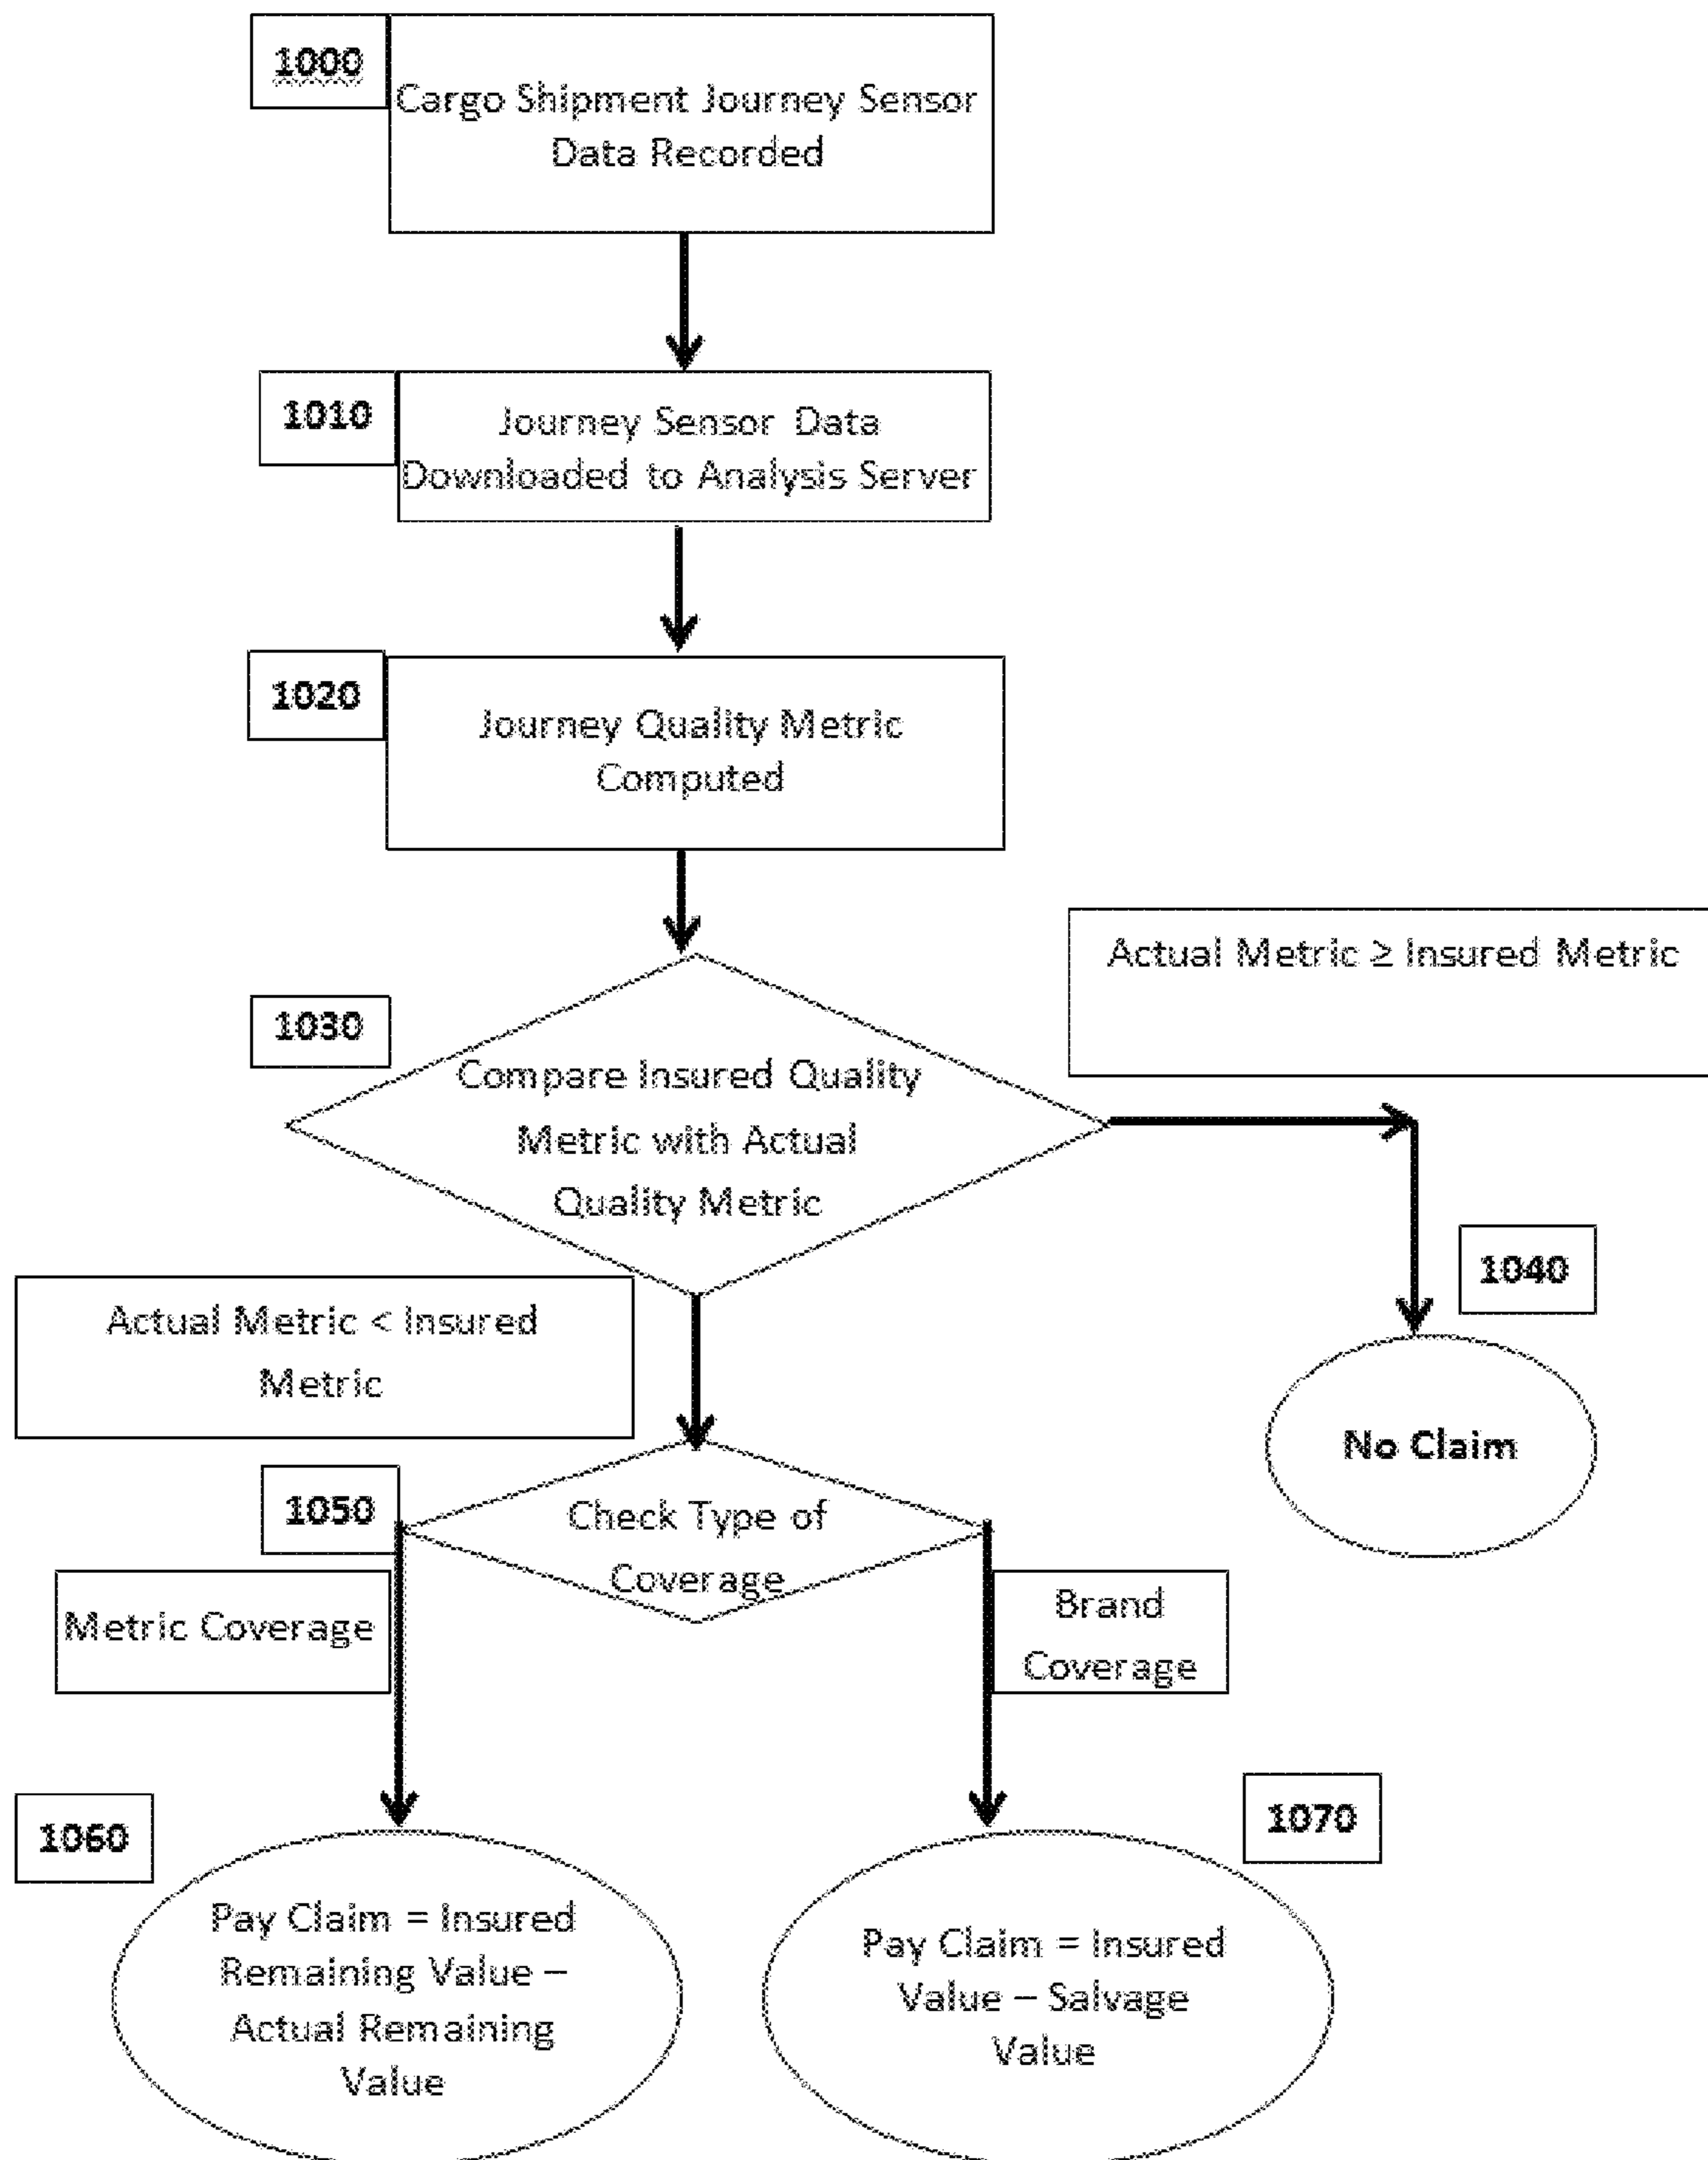 1000
Cargo Shipment Journey Sensor
Data Recorded
1010
Journey Sensor Data
Downloaded to Analysis Server
1020
Journey Quality Metric
Computed
Actual Metric ≥ Insured Metric
1030
Compare Insured Quality
Metric with Actual
Quality Metric
1040
No Claim
Actual Metric < Insured
Metric
1050
Check Type of
Coverage
Metric Coverage
Brand
Coverage
1060
Pay Claim = Insured
Remaining Value –
Actual Remaining
Value
1070
Pay Claim = Insured
Value – Salvage
Value